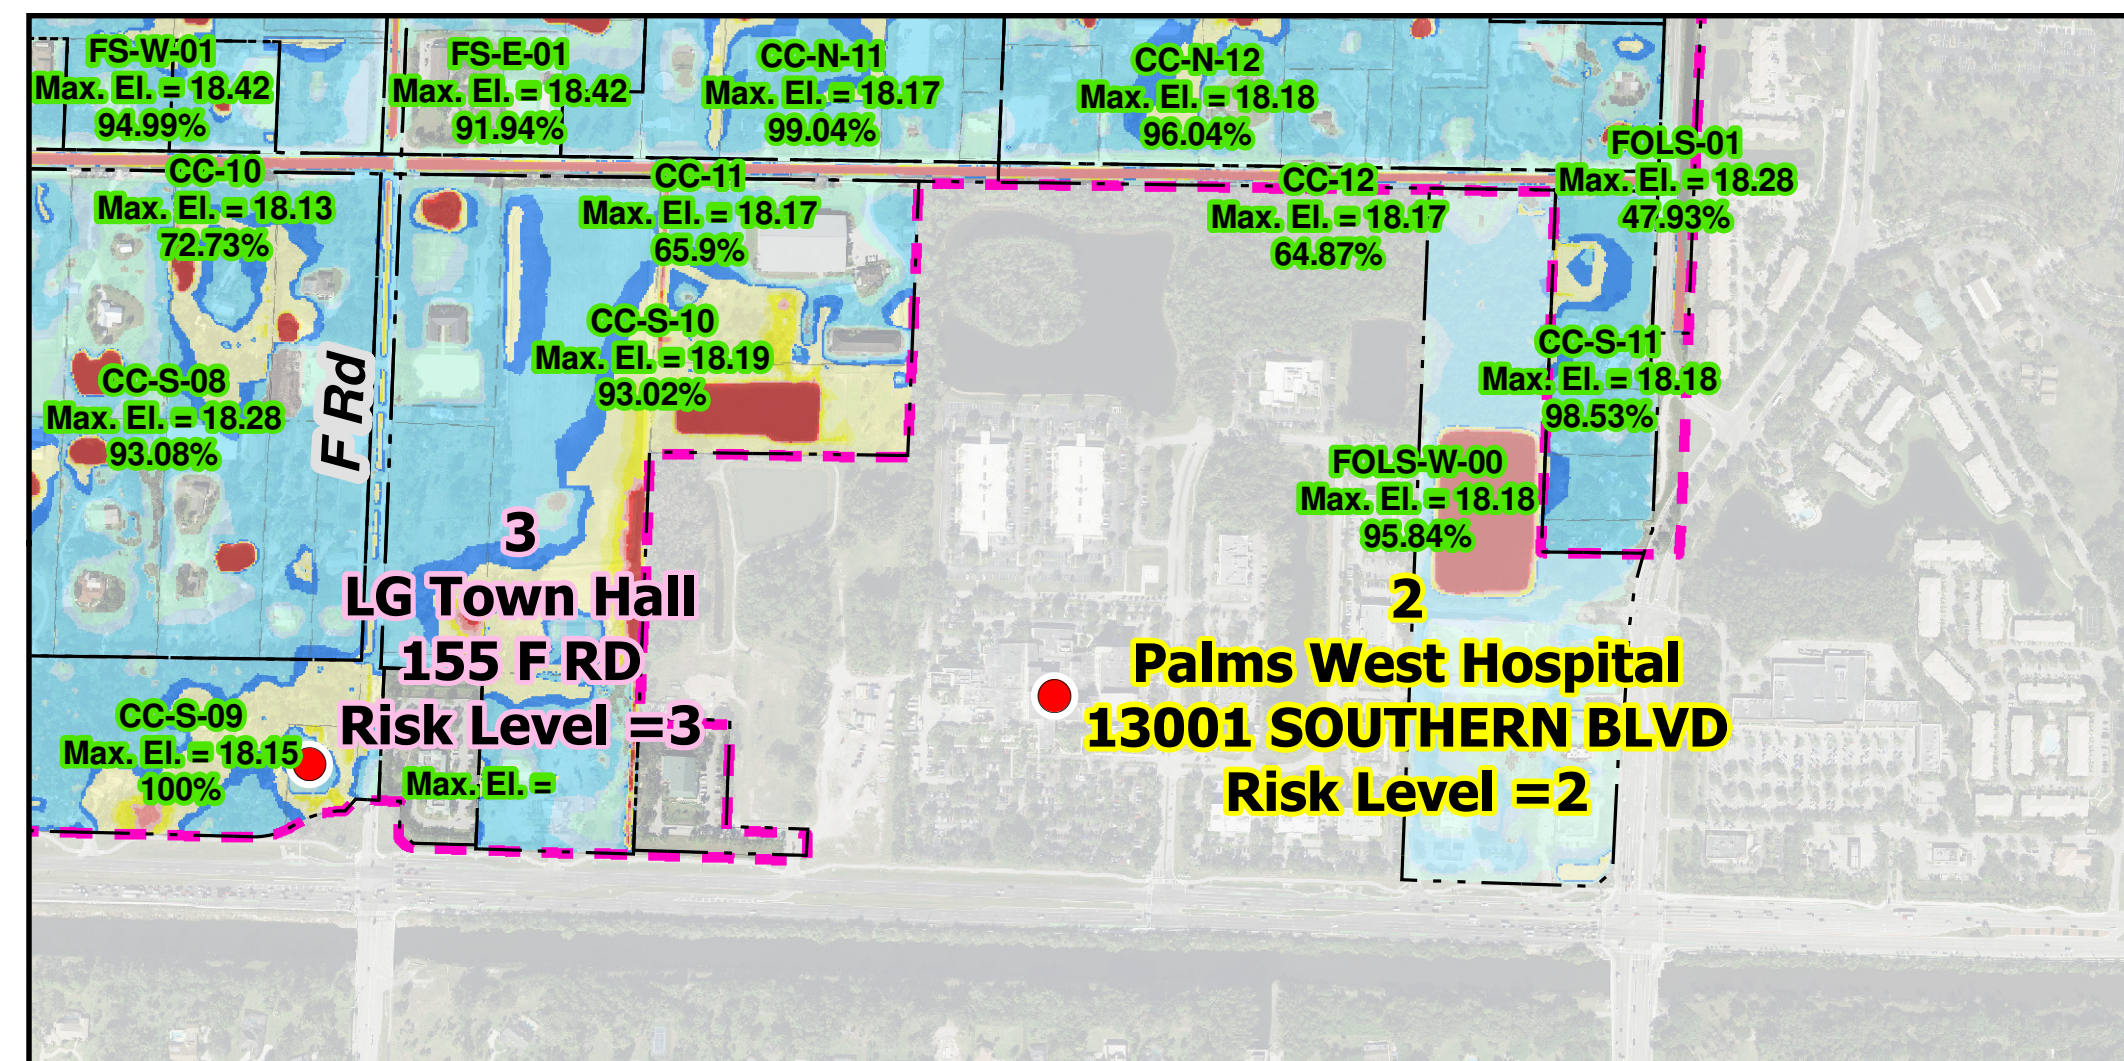 FS-W-01
Max. El. = 18.42
94.99%
FS-E-01
Max. El. = 18.42
91.94%
CC-N-11
Max. El. = 18.17
99.04%
CC-N-12
Max. El. = 18.18
96.04%
FOLS-01
Max. El. = 18.28
47.93%
CC-10
Max. El. = 18.13
72.73%
CC-11
Max. El. = 18.17
65.9%
CC-12
Max. El. = 18.17
64.87%
CC-S-10
Max. El. = 18.19
93.02%
CC-S-11
Max. El. = 18.18
98.53%
CC-S-08
Max. El. = 18.28
93.08%
F Rd
FOLS-W-00
Max. El. = 18.18
95.84%
3
LG Town Hall
155 F RD
Risk Level =3
2
Palms West Hospital
13001 SOUTHERN BLVD
Risk Level =2
CC-S-09
Max. El. = 18.15
100%
Max. El. =